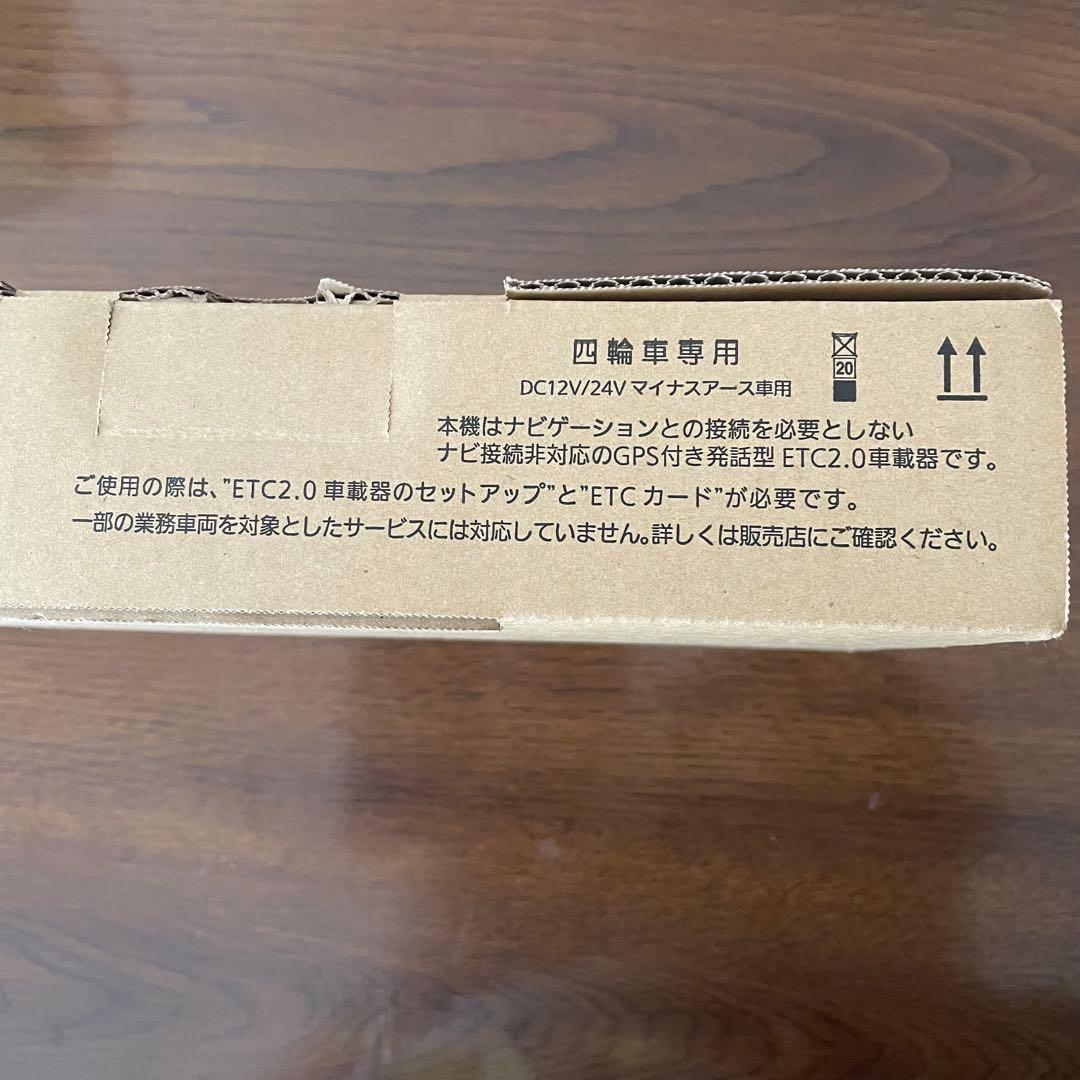 四輪車専用
20
DC12V/24V マイナスアース車用
本機はナビゲーションとの接続を必要としない
ナビ接続非対応のGPS付き発話型 ETC2.0車載器です。
ご使用の際は、"ETC2.0 車載器のセットアップ"と"ETC カード"が必要です。
一部の業務車両を対象としたサービスには対応していません。詳しくは販売店にご確認ください。